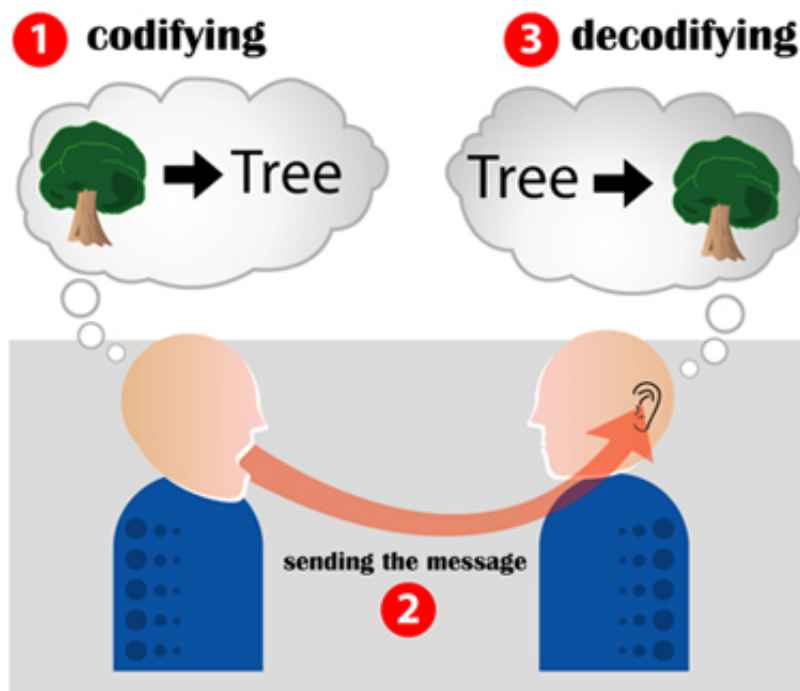 1 codifying
3 decodifying
Tree
Tree
sending the message
2